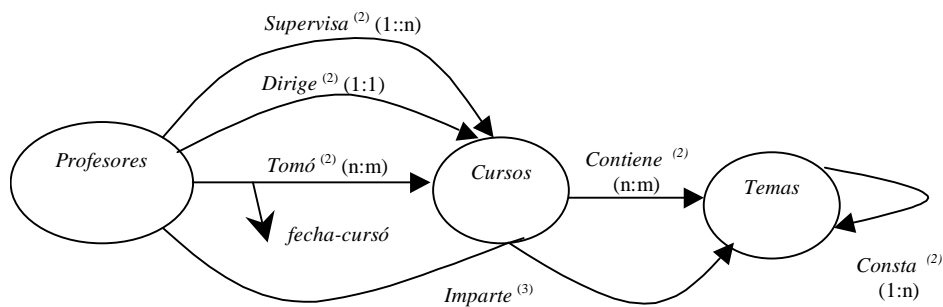 Supervisa (2) (1::n)
Dirige (2) (1:1)
Profesores
Tomó (2) (n:m)
Cursos
Contiene (2)
(n:m)
Temas
fecha-cursó
Consta (2)
(1:n)
Imparte (3)